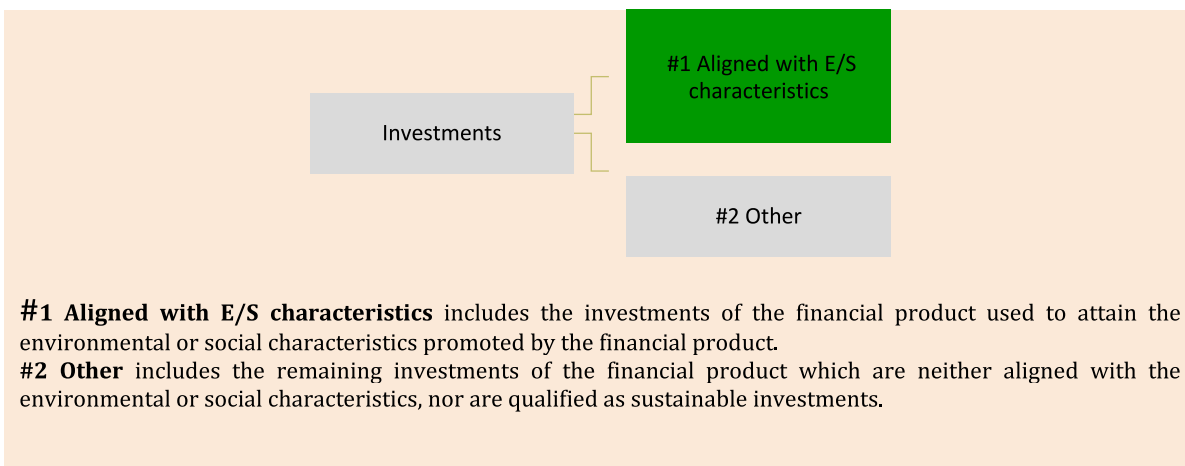 #1 Aligned with E/S
characteristics
Investments
#2 Other
#1 Aligned with E/S characteristics includes the investments of the financial product used to attain the
environmental or social characteristics promoted by the financial product.
#2 Other includes the remaining investments of the financial product which are neither aligned with the
environmental or social characteristics, nor are qualified as sustainable investments.